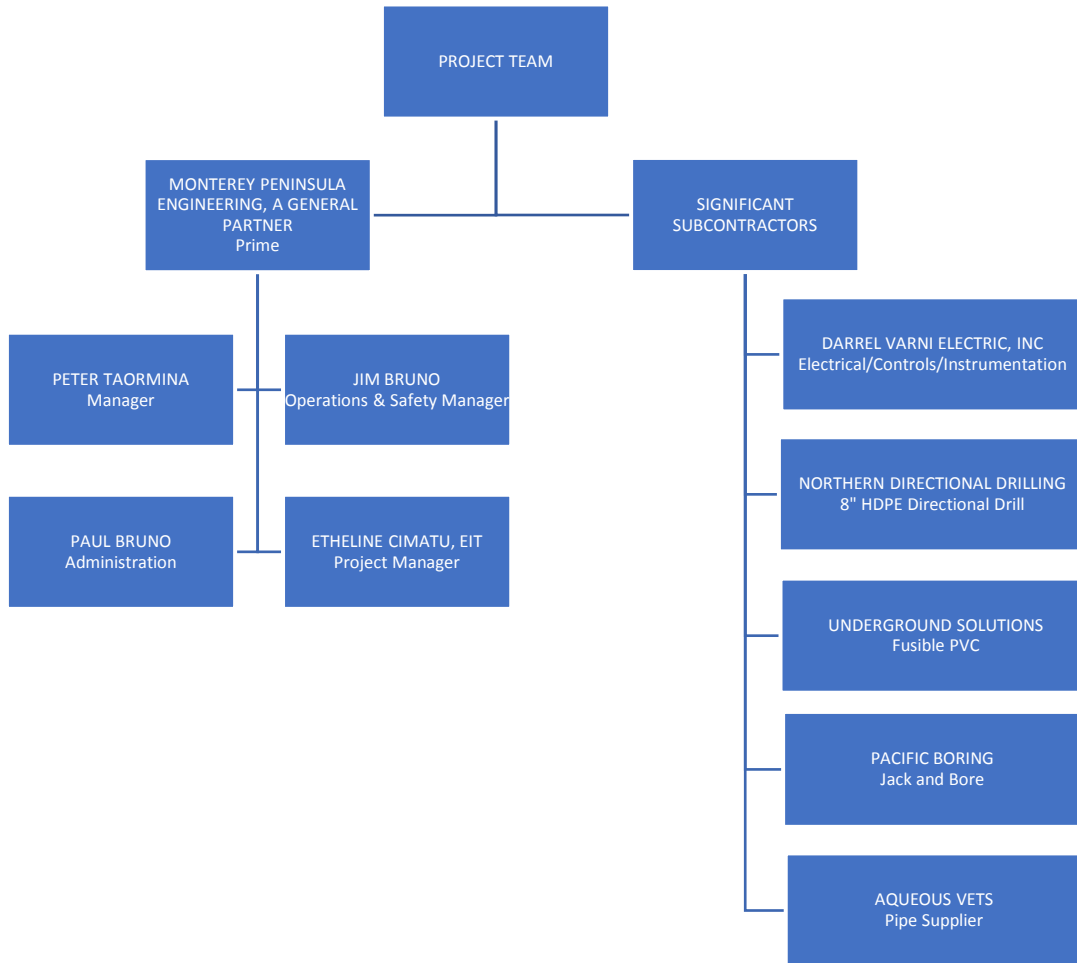 PROJECT TEAM
MONTEREY PENINSULA
ENGINEERING, A GENERAL
PARTNER
Prime
SIGNIFICANT
SUBCONTRACTORS
PETER TAORMINA
Manager
JIM BRUNO
Operations & Safety Manager
PAUL BRUNO
Administration
ETHELINE CIMATU, EIT
Project Manager
DARREL VARNI ELECTRIC, INC
Electrical/Controls/Instrumentation
NORTHERN DIRECTIONAL DRILLING
8" HDPE Directional Drill
UNDERGROUND SOLUTIONS
Fusible PVC
PACIFIC BORING
Jack and Bore
AQUEOUS VETS
Pipe Supplier